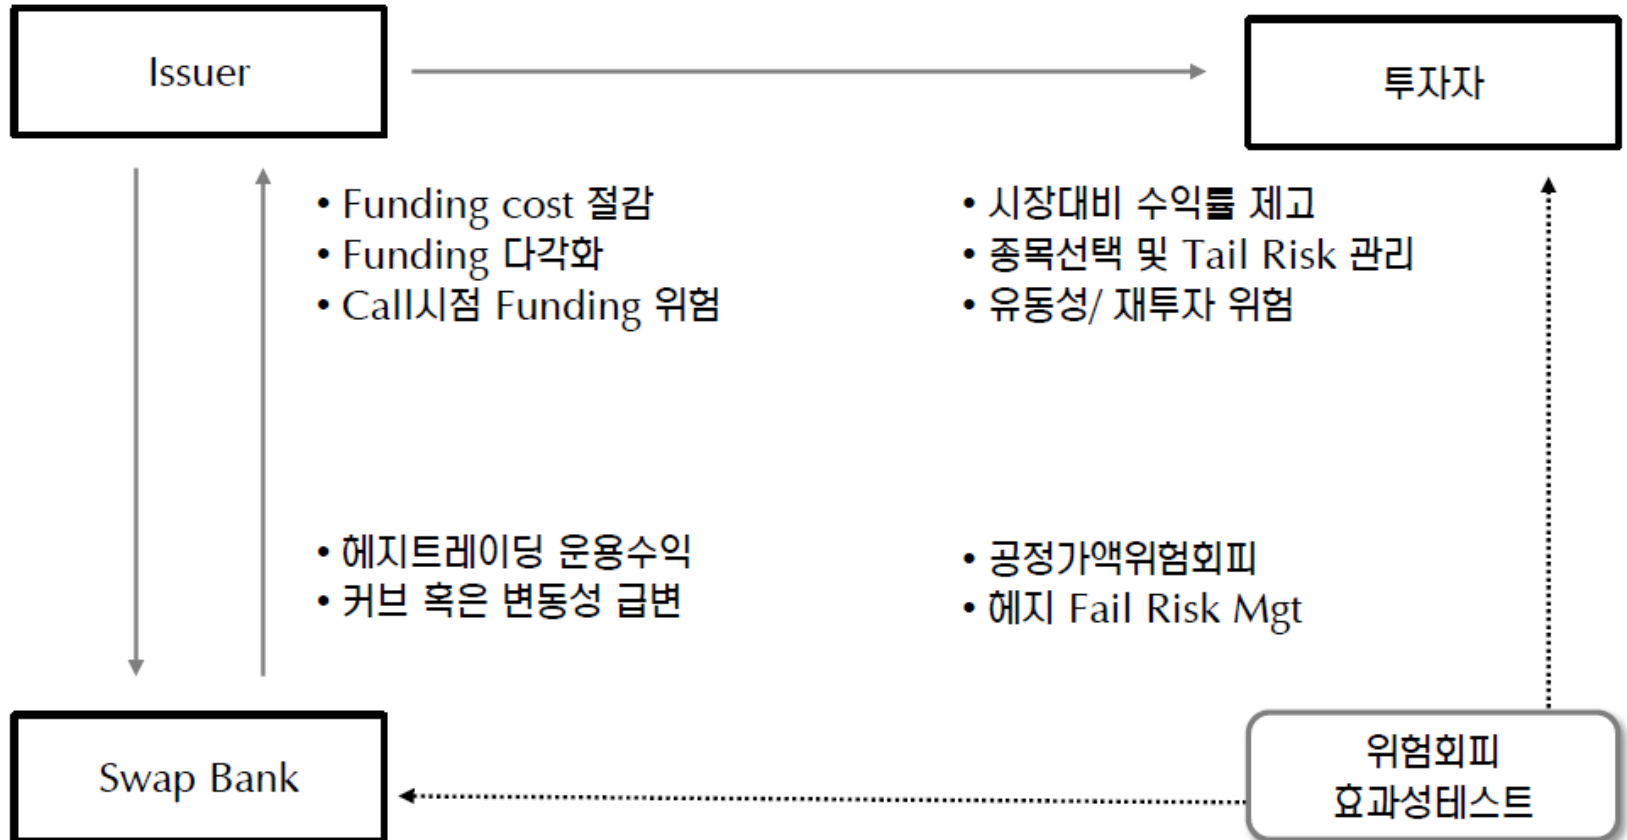 Issuer
투자자
• Funding cost 절감
• Funding 다각화
• Call시점 Funding 위험
• 시장대비 수익률 제고
• 종목선택 및 Tail Risk 관리
• 유동성/ 재투자 위험
• 헤지트레이딩 운용수익
• 커브 혹은 변동성 급변
• 공정가액위험회피
• 헤지 Fail Risk Mgt
Swap Bank
위험회피
효과성테스트